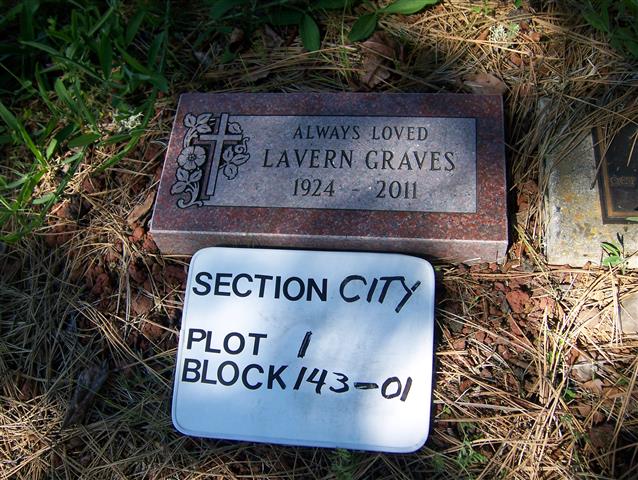 ALWAYS LOVED
LAVERN GRAVES
1924 - 2011
SECTION CITY
PLOT 1
BLOCK 143-01